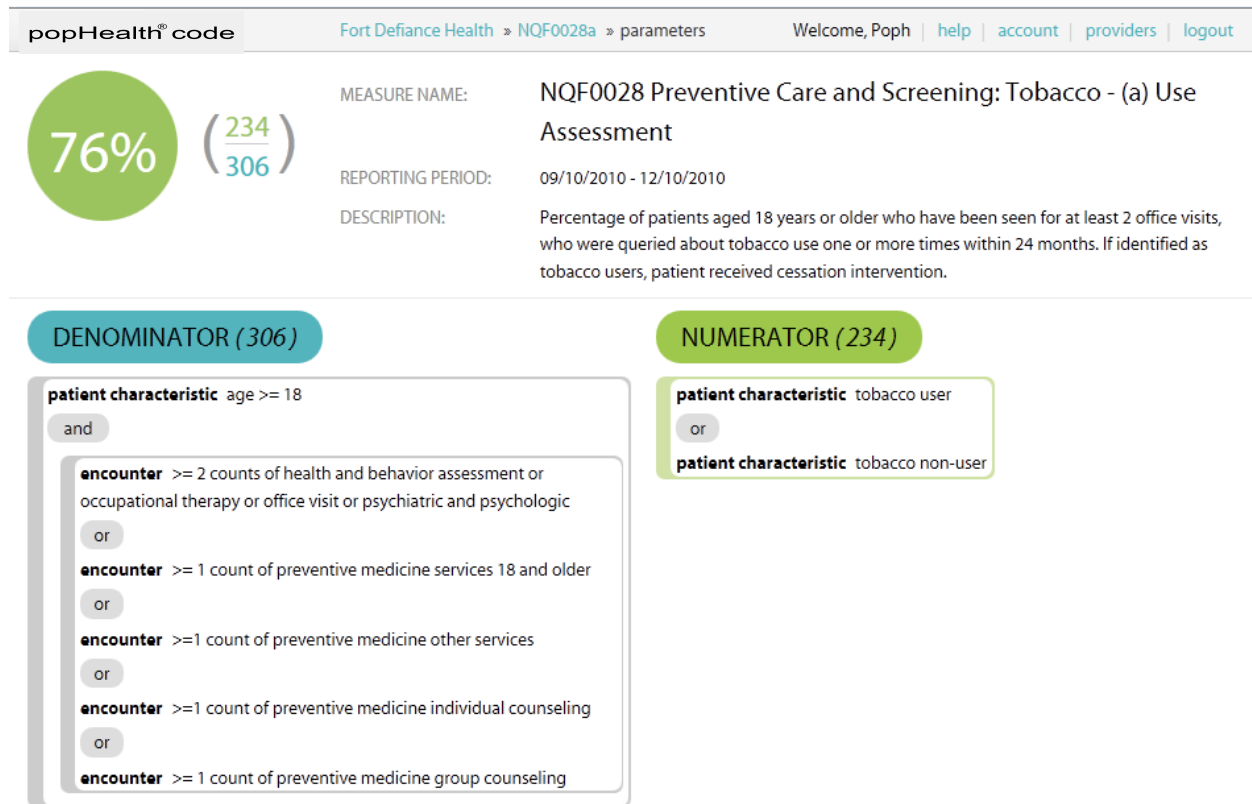 popHealth® code
Fort Defiance Health » NQF0028a » parameters
Welcome, Poph | help | account | providers | logout
76%
(234
306)
MEASURE NAME:
NQF0028 Preventive Care and Screening: Tobacco - (a) Use
Assessment
REPORTING PERIOD:
09/10/2010 - 12/10/2010
DESCRIPTION:
Percentage of patients aged 18 years or older who have been seen for at least 2 office visits,
who were queried about tobacco use one or more times within 24 months. If identified as
tobacco users, patient received cessation intervention.
DENOMINATOR (306)
patient characteristic age >= 18
and
encounter >= 2 counts of health and behavior assessment or
occupational therapy or office visit or psychiatric and psychologic
or
encounter >= 1 count of preventive medicine services 18 and older
or
encounter >=1 count of preventive medicine other services
or
encounter >=1 count of preventive medicine individual counseling
or
encounter >= 1 count of preventive medicine group counseling
NUMERATOR (234)
patient characteristic tobacco user
or
patient characteristic tobacco non-user